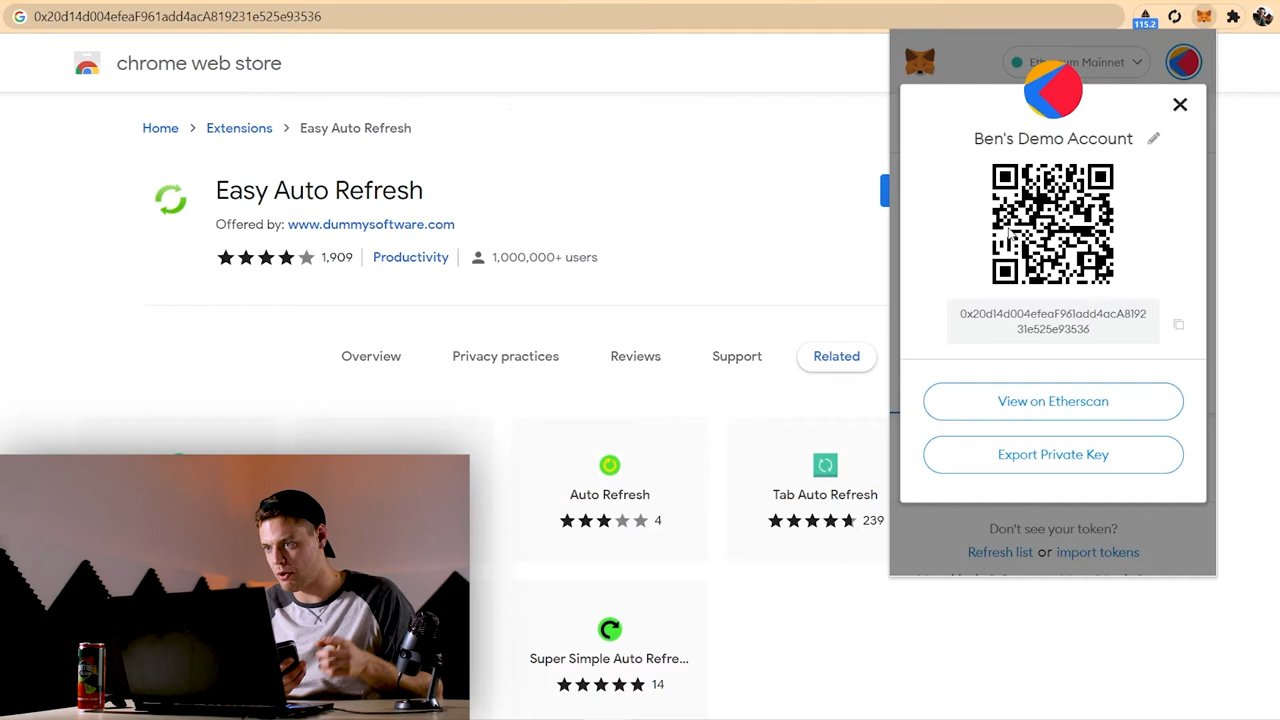 0x20d14d004efeaF961add4acA819231e525e93536
115.2
chrome web store
Home > Extensions > Easy Auto Refresh
Easy Auto Refresh
Offered by: www.dummysoftware.com
1,909
Productivity
1,000,000+ users
Overview
Privacy practices
Reviews
Support
Related
Auto Refresh
4
Tab Auto Refresh
239
Super Simple Auto Refre...
14
Mainnet
Ben's Demo Account
0x20d14d004efeaF961add4acA8192
31e525e93536
View on Etherscan
Export Private Key
Don't see your token?
Refresh list or import tokens